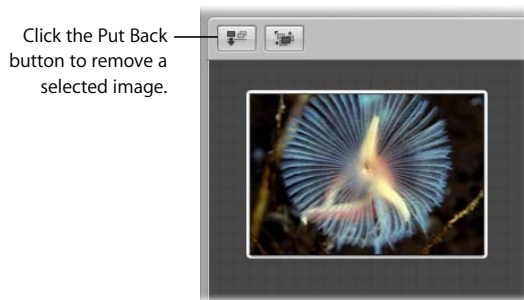 Click the Put Back
button to remove a
selected image.